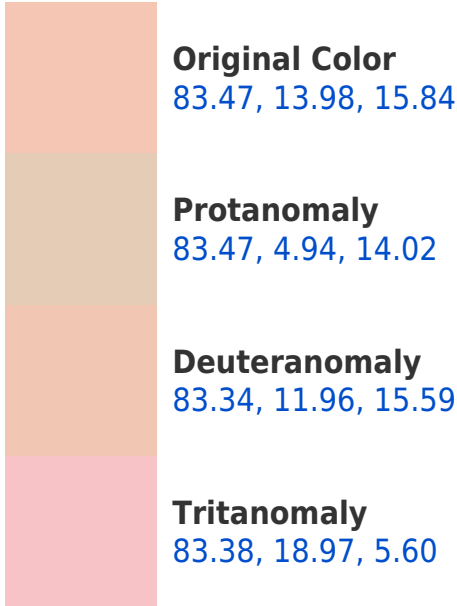 Original Color
83.47, 13.98, 15.84
Protanomaly
83.47, 4.94, 14.02
Deuteranomaly
83.34, 11.96, 15.59
Tritanomaly
83.38, 18.97, 5.60